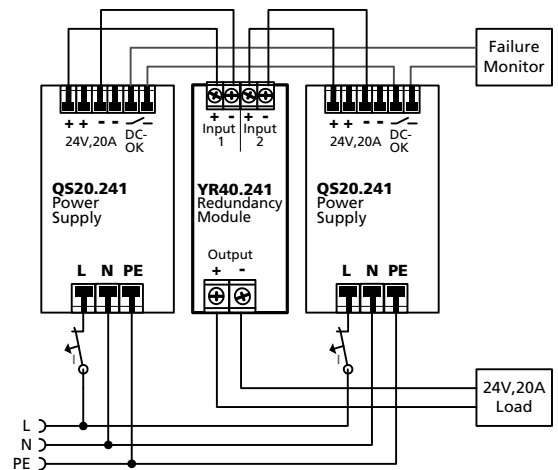 Failure
Monitor
+ + - -
24V,20A
DC-
OK
QS20.241
Power
Supply
L N PE
+ - + -
Input
1
Input
2
YR40.241
Redundancy
Module
Output
+ -
+ + - -
24V,20A
DC-
OK
QS20.241
Power
Supply
L N PE
I
I
24V,20A
Load
L
N
PE